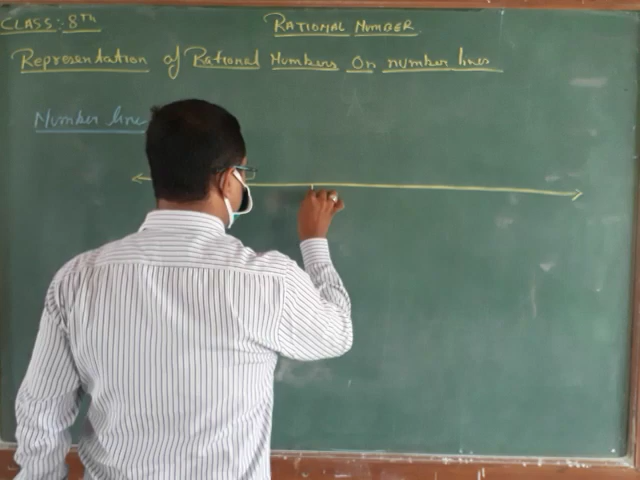 CLASS:- 8TH
RATIONAL NUMBER
Representation of Rational Numbers On number lines
Number line